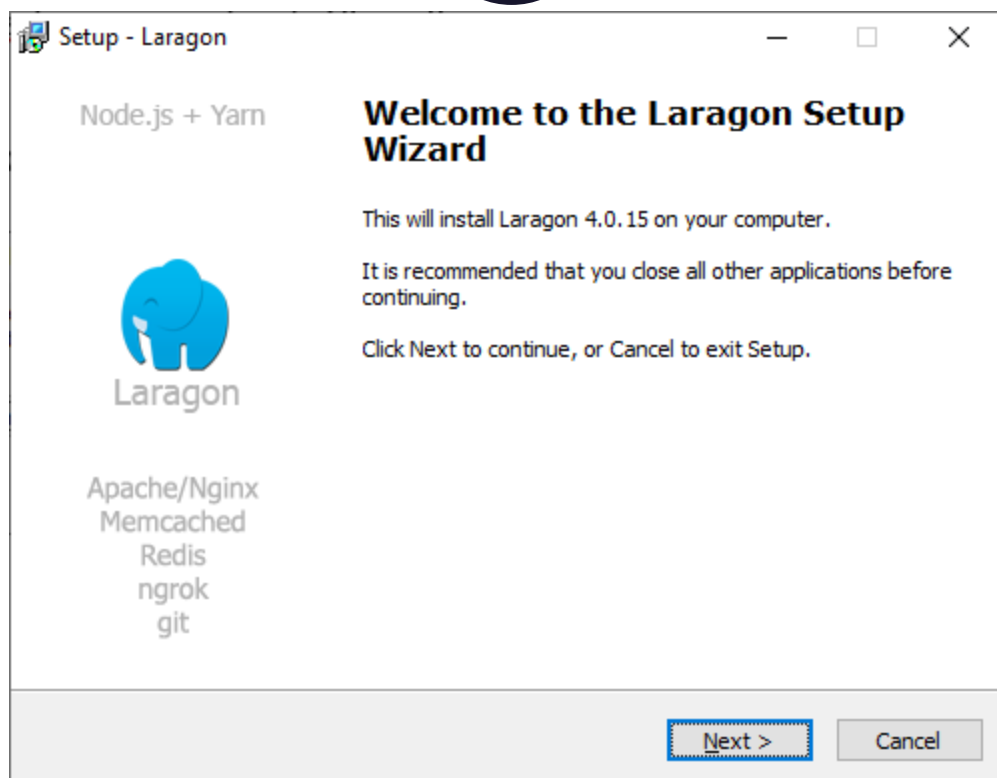 Setup - Laragon
Node.js + Yarn
Laragon
Apache/Nginx
Memcached
Redis
ngrok
git
Welcome to the Laragon Setup
Wizard
This will install Laragon 4.0.15 on your computer.
It is recommended that you close all other applications before
continuing.
Click Next to continue, or Cancel to exit Setup.
Next >
Cancel